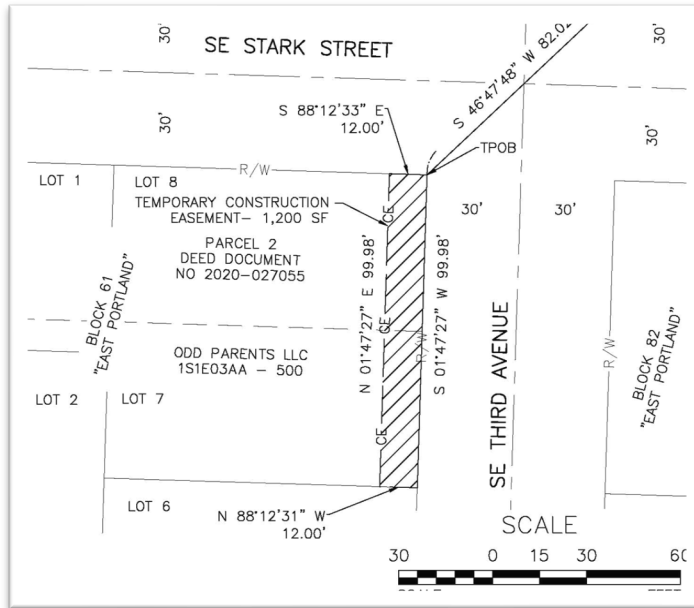 30'
SE STARK STREET
30'
S 46°47'48" W 82.02
S 88°12'33" E
12.00'
30'
30'
TPOB
R/W
LOT 1
LOT 8
TEMPORARY CONSTRUCTION
EASEMENT– 1,200 SF
CE
30'
30'
PARCEL 2
DEED DOCUMENT
NO 2020-027055
BLOCK 61
"EAST PORTLAND"
N 01°47'27" E 99.98'
CE
S 01°47'27" W 99.98'
R/W
R/W
BLOCK 82
"EAST PORTLAND"
ODD PARENTS LLC
1S1E03AA – 500
LOT 2
LOT 7
CE
SE THIRD AVENUE
LOT 6
N 88°12'31" W
12.00'
SCALE
30 0 15 30 60